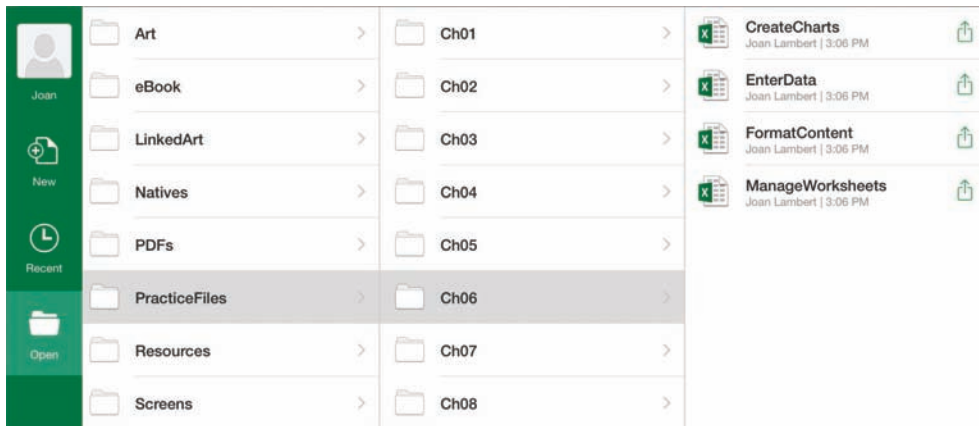 Joan
New
Recent
Open
Art
eBook
LinkedArt
Natives
PDFs
PracticeFiles
Resources
Screens
Ch01
Ch02
Ch03
Ch04
Ch05
Ch06
Ch07
Ch08
CreateCharts
Joan Lambert | 3:06 PM
EnterData
Joan Lambert | 3:06 PM
FormatContent
Joan Lambert | 3:06 PM
ManageWorksheets
Joan Lambert | 3:06 PM